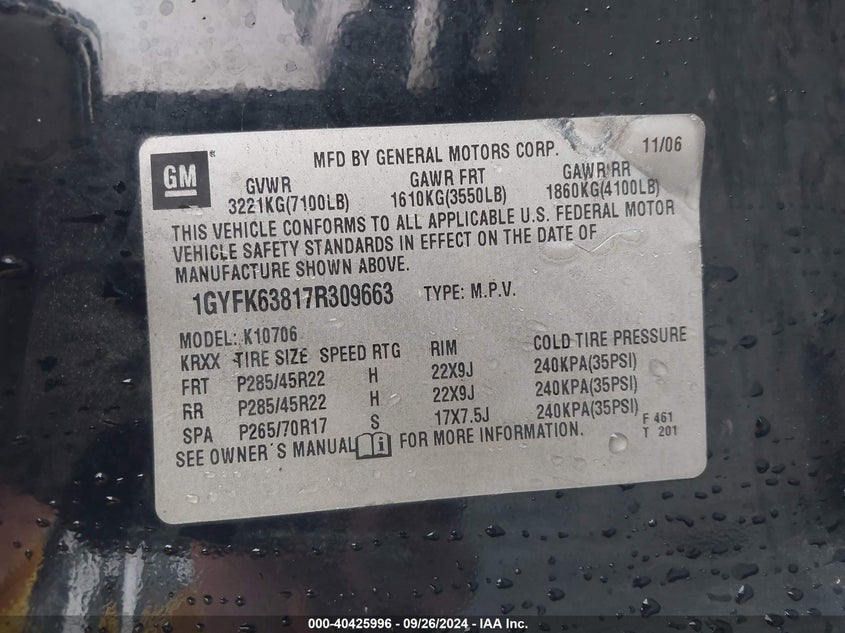 GM
MFD BY GENERAL MOTORS CORP. 11/06
GVWR GAWR FRT GAWR RR
3221KG(7100LB) 1610KG(3550LB) 1860KG(4100LB)
THIS VEHICLE CONFORMS TO ALL APPLICABLE U.S. FEDERAL MOTOR
VEHICLE SAFETY STANDARDS IN EFFECT ON THE DATE OF
MANUFACTURE SHOWN ABOVE.
1GYFK63817R309663 TYPE: M.P.V.
MODEL: K10706
KRXX TIRE SIZE SPEED RTG RIM COLD TIRE PRESSURE
FRT P285/45R22 H 22X9J 240KPA(35PSI)
RR P285/45R22 H 22X9J 240KPA(35PSI)
SPA P265/70R17 S 17X7.5J 240KPA(35PSI)
F 461
T 201
SEE OWNER'S MANUAL FOR MORE INFORMATION.
000-40425996 - 09/26/2024 - IAA Inc.